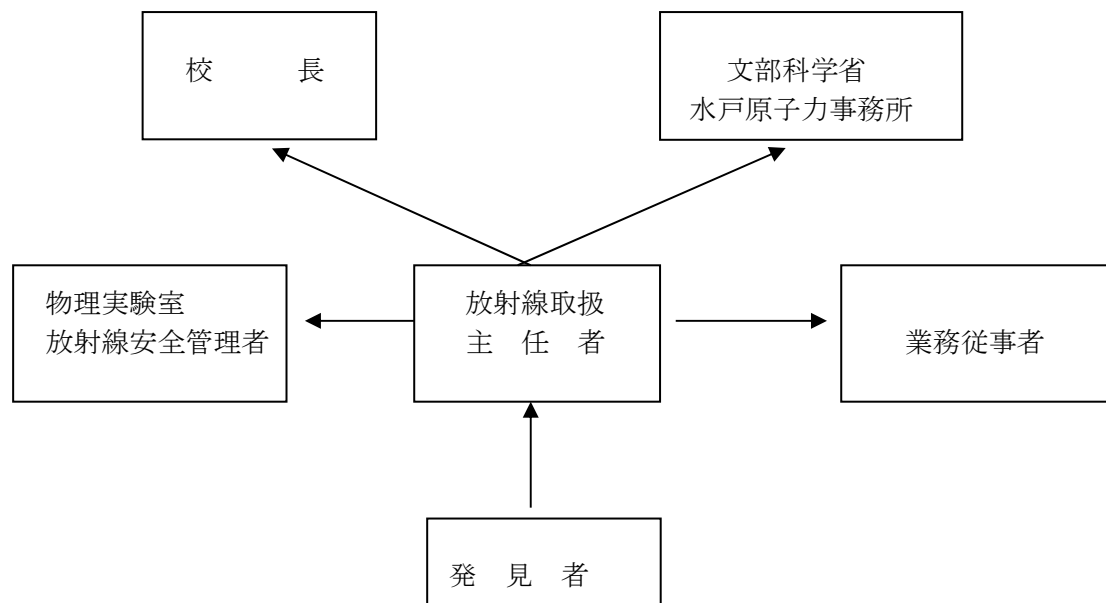 校　　　長
文部科学省
水戸原子力事務所
物理実験室
放射線安全管理者
放射線取扱
主　任　者
業務従事者
発　見　者